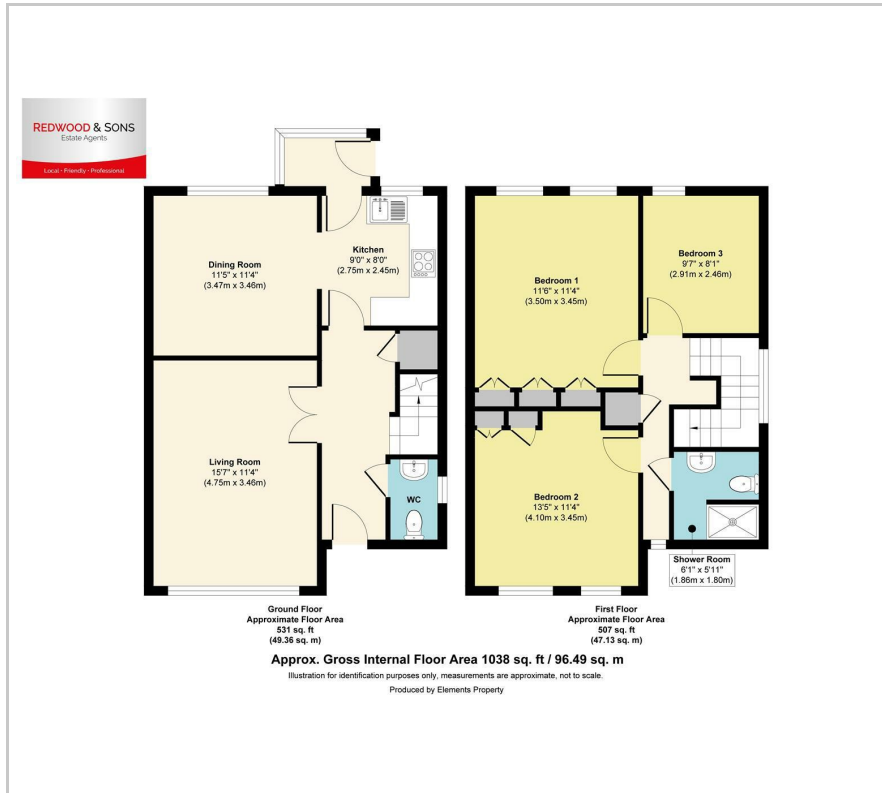 REDWOOD & SONS
Estate Agents
Local • Friendly • Professional
Dining Room
11'5" x 11'4"
(3.47m x 3.46m)
Kitchen
9'0" x 8'0"
(2.75m x 2.45m)
Living Room
15'7" x 11'4"
(4.75m x 3.46m)
WC
Ground Floor
Approximate Floor Area
531 sq. ft
(49.36 sq. m)
Bedroom 1
11'6" x 11'4"
(3.50m x 3.45m)
Bedroom 3
9'7" x 8'1"
(2.91m x 2.46m)
Bedroom 2
13'5" x 11'4"
(4.10m x 3.45m)
Shower Room
6'1" x 5'11"
(1.86m x 1.80m)
First Floor
Approximate Floor Area
507 sq. ft
(47.13 sq. m)
Approx. Gross Internal Floor Area 1038 sq. ft / 96.49 sq. m
Illustration for identification purposes only, measurements are approximate, not to scale.
Produced by Elements Property